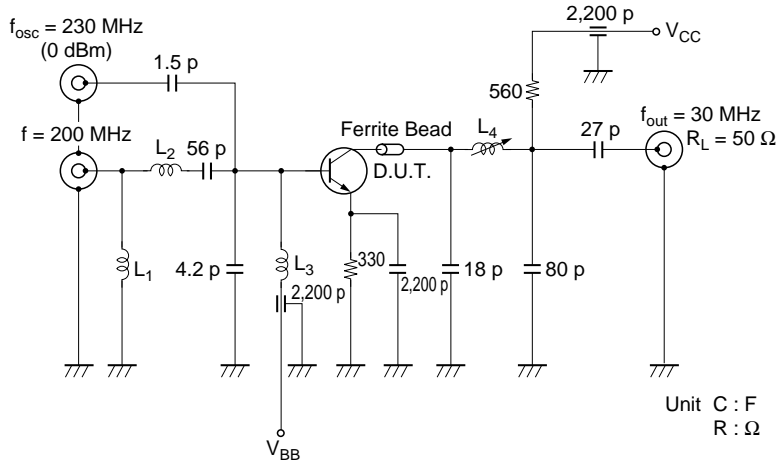 f_osc = 230 MHz
(0 dBm)
1.5 p
2,200 p
V_CC
560
f = 200 MHz
L_2
56 p
Ferrite Bead
L_4
27 p
f_out = 30 MHz
R_L = 50 Ω
D.U.T.
L_1
4.2 p
L_3
2,200 p
330
2,200 p
18 p
80 p
V_BB
Unit C : F
R : Ω